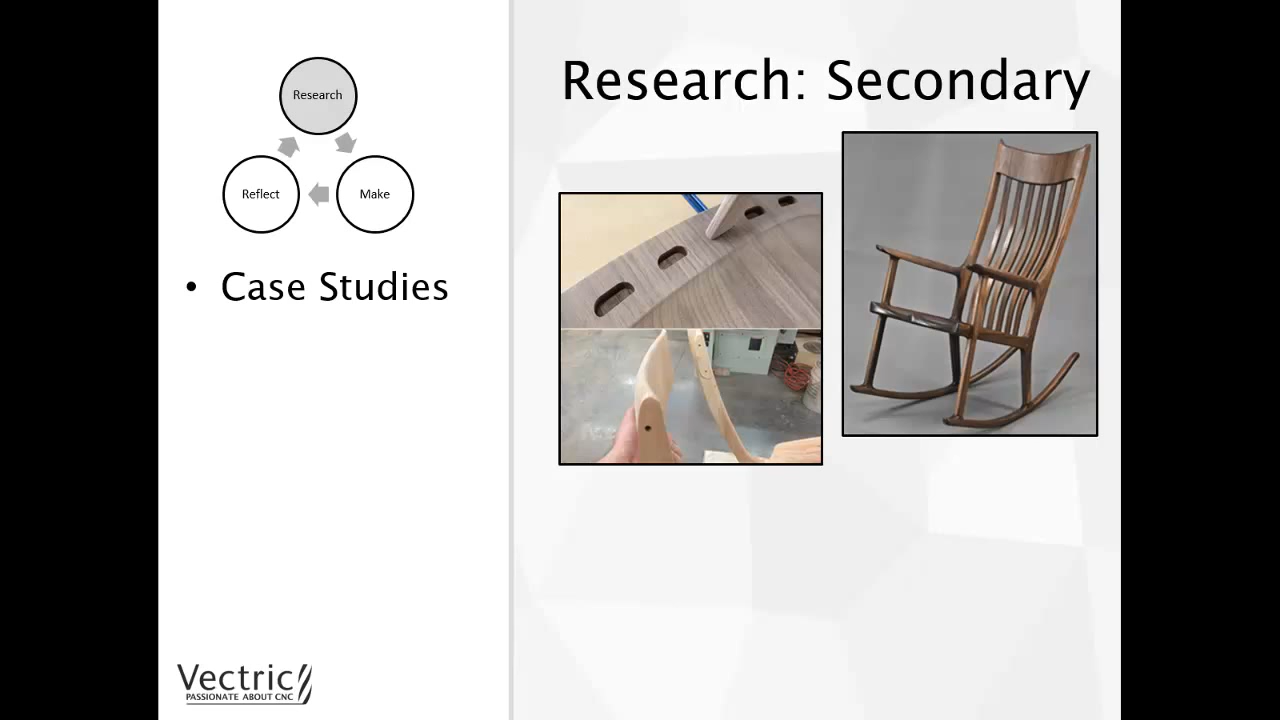 Research: Secondary
Research
Reflect
Make
• Case Studies
Vectric
PASSIONATE ABOUT CNC